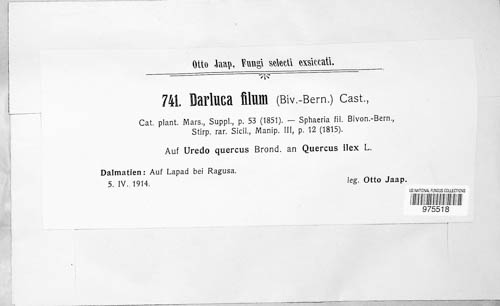 Otto Jaap, Fungi selecti exsiccati.
741. Darluca filum (Biv.-Bern.) Cast.,
Cat. plant. Mars., Suppl., p. 53 (1851). — Sphaeria fil. Bivon.-Bern.,
Stirp. rar. Sicil., Manip. III, p. 12 (1815).
Auf Uredo quercus Brond. an Quercus ilex L.
Dalmatien: Auf Lapad bei Ragusa.
5. IV. 1914.
leg. Otto Jaap.
US NATIONAL FUNGUS COLLECTIONS
975518